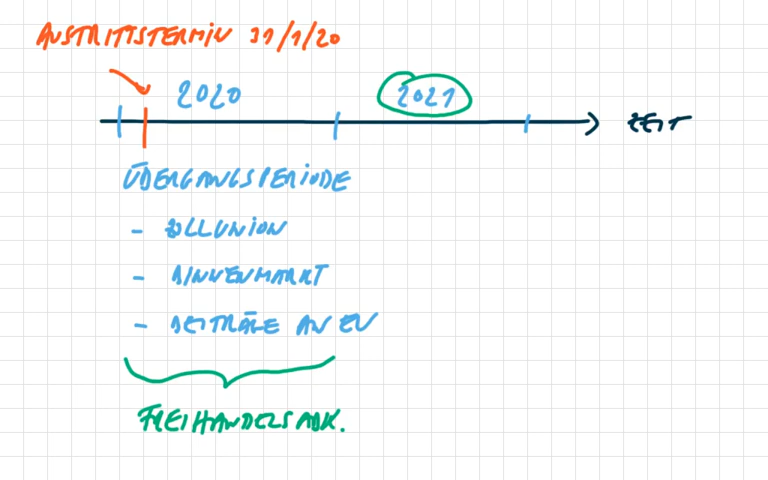 AUSTRITTSTERMIN 31/1/20
2020
2021
ZEIT
ÜBERGANGSPERIODE
- ZOLLUNION
- BINNENMARKT
- BEITRÄGE AN EU
FREIHANDELSABK.